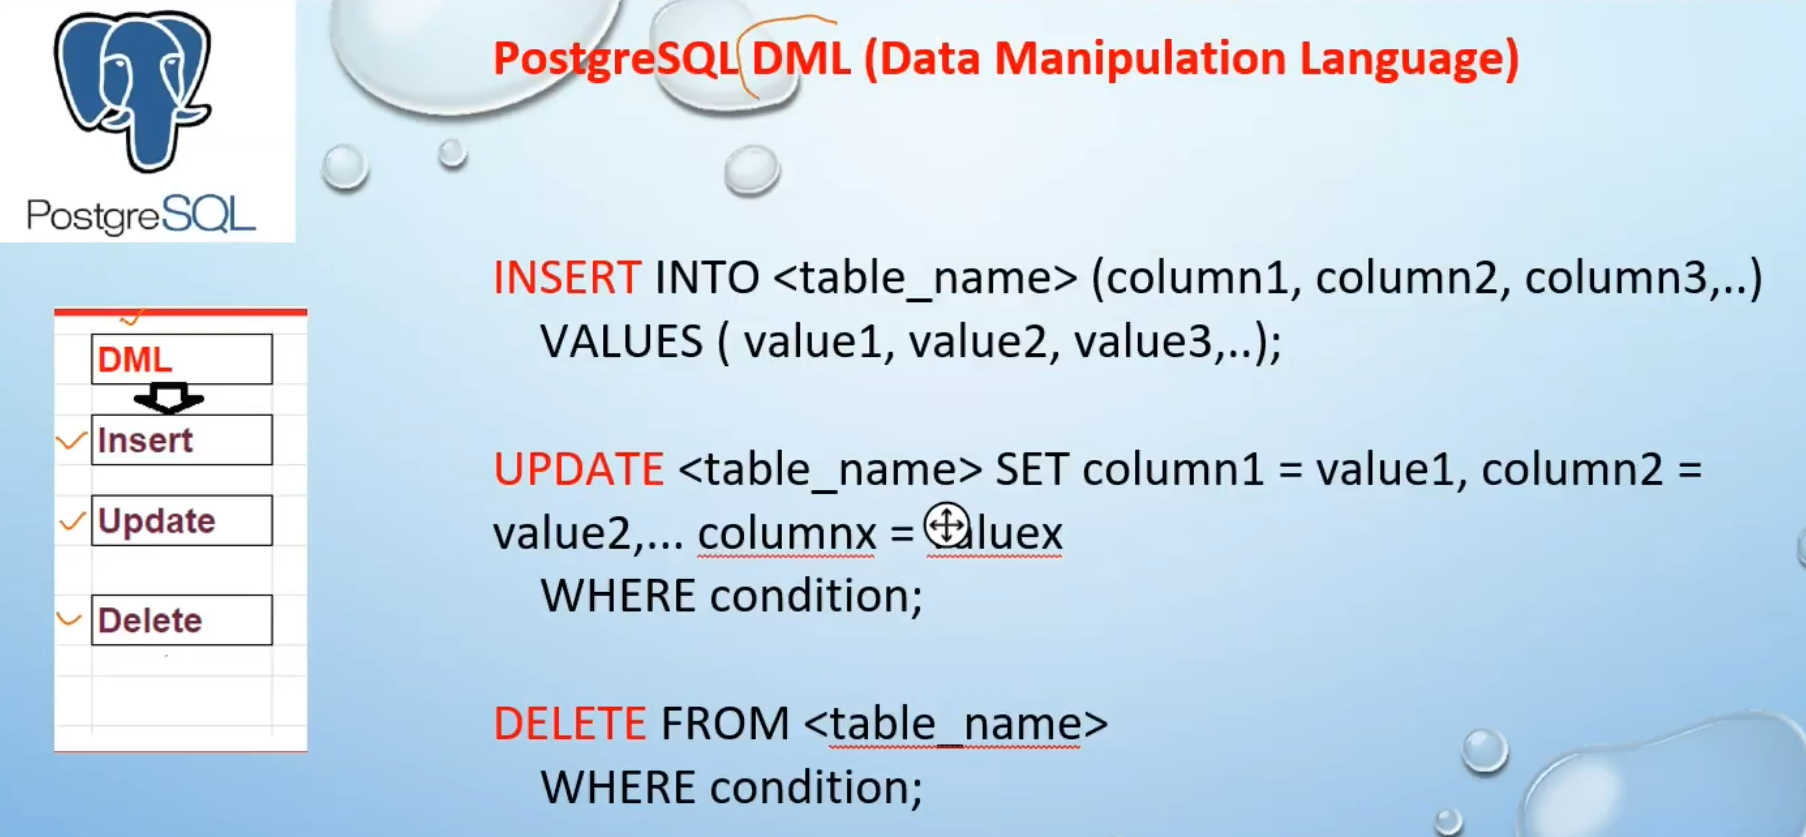 PostgreSQL
PostgreSQL DML (Data Manipulation Language)
DML
Insert
Update
Delete
INSERT INTO <table_name> (column1, column2, column3,..)
VALUES ( value1, value2, value3,..);
UPDATE <table_name> SET column1 = value1, column2 =
value2,... columnx = valuex
WHERE condition;
DELETE FROM <table_name>
WHERE condition;